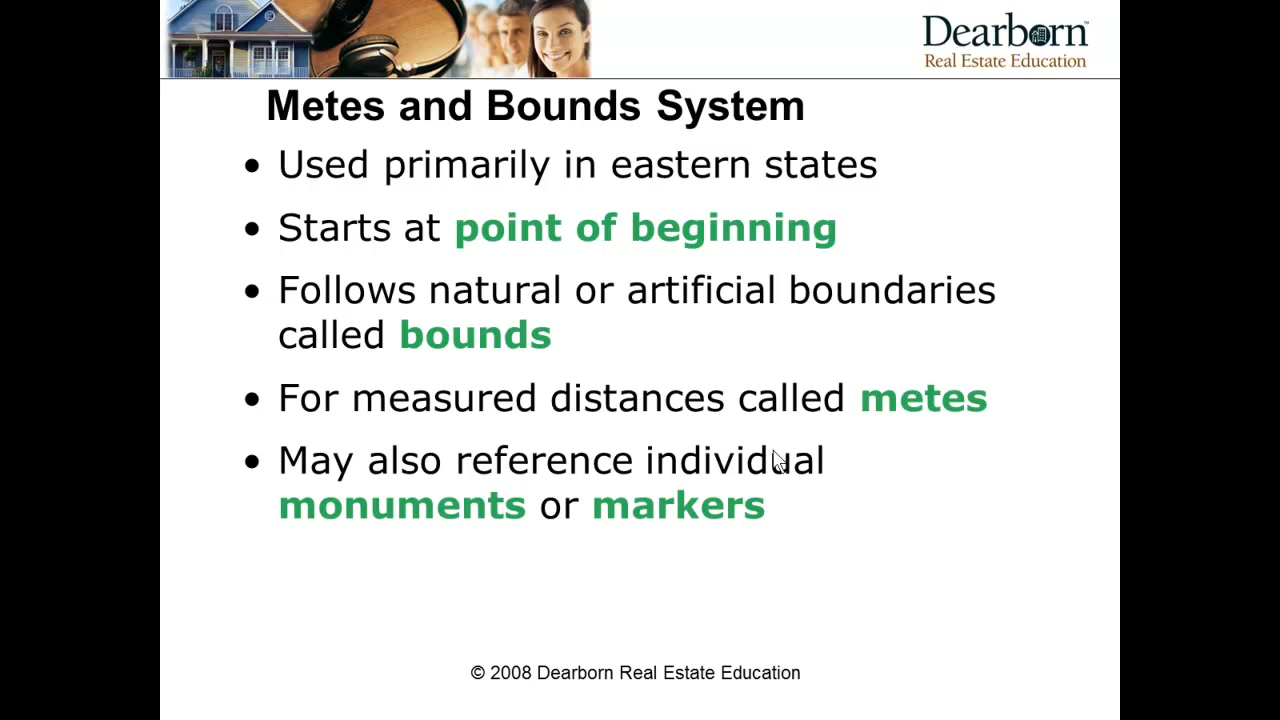 Dearborn™
Real Estate Education
Metes and Bounds System
• Used primarily in eastern states
• Starts at point of beginning
• Follows natural or artificial boundaries
called bounds
• For measured distances called metes
• May also reference individual
monuments or markers
© 2008 Dearborn Real Estate Education